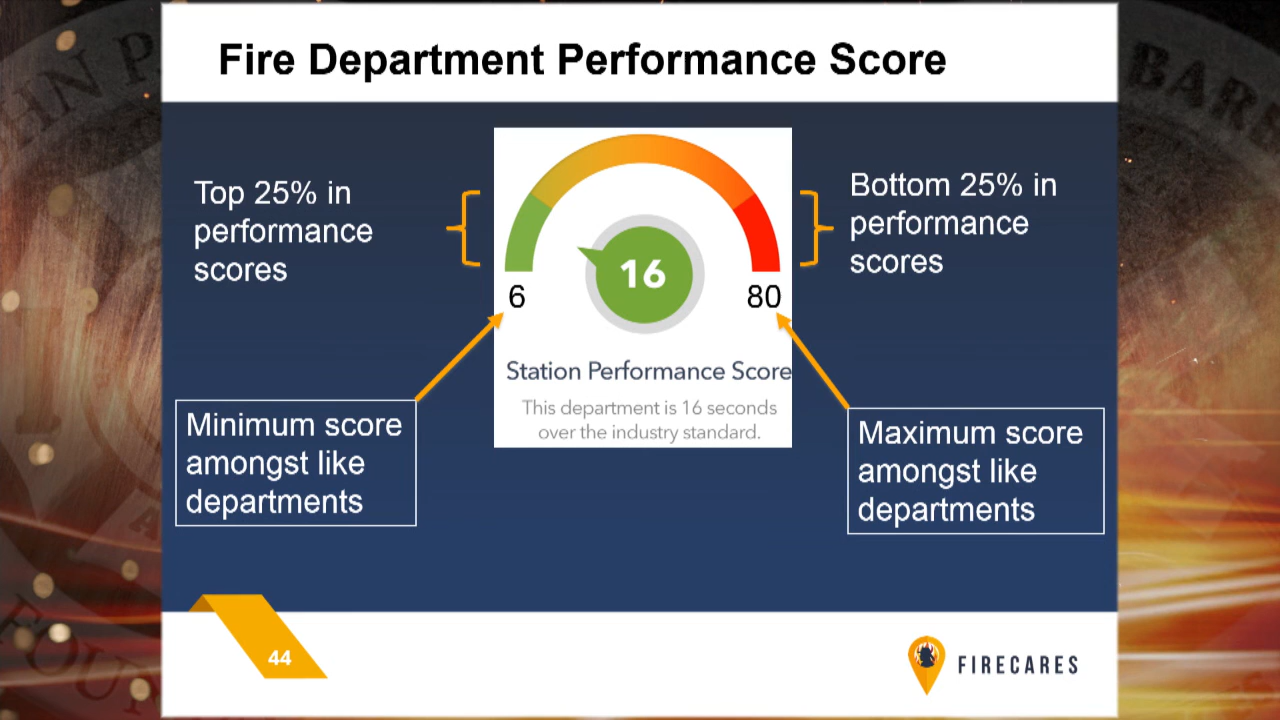 Fire Department Performance Score
Top 25% in
performance
scores
Bottom 25% in
performance
scores
16
6
80
Station Performance Score
This department is 16 seconds
over the industry standard.
Minimum score
amongst like
departments
Maximum score
amongst like
departments
44
FIRECARES